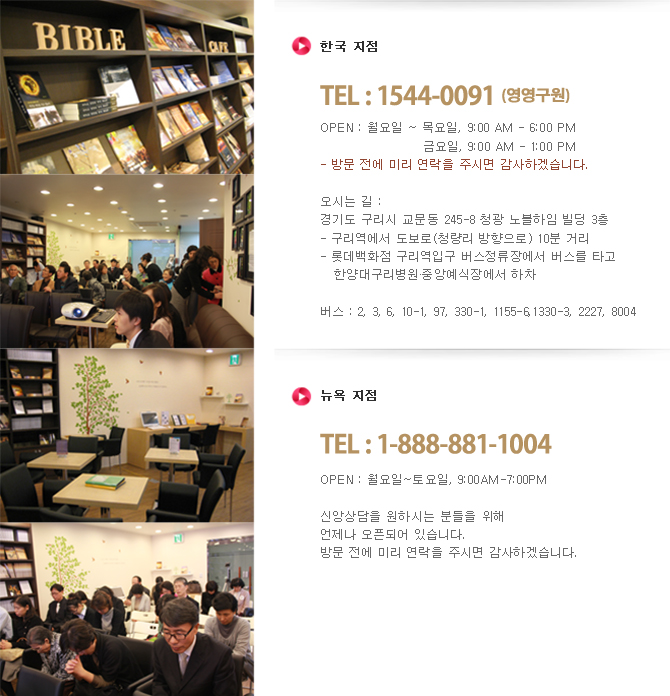 BIBLE
CAFE
한국 지점
TEL : 1544-0091 (영영구원)
OPEN : 월요일 ~ 목요일, 9:00 AM - 6:00 PM
금요일, 9:00 AM - 1:00 PM
- 방문 전에 미리 연락을 주시면 감사하겠습니다.
오시는 길 :
경기도 구리시 교문동 245-8 청광 노블하임 빌딩 3층
- 구리역에서 도보로(청량리 방향으로) 10분 거리
- 롯데백화점 구리역입구 버스정류장에서 버스를 타고
한양대구리병원·중앙예식장에서 하차
버스 : 2, 3, 6, 10-1, 97, 330-1, 1155-6,1330-3, 2227, 8004
뉴욕 지점
TEL : 1-888-881-1004
OPEN : 월요일~토요일, 9:00AM-7:00PM
신앙상담을 원하시는 분들을 위해
언제나 오픈되어 있습니다.
방문 전에 미리 연락을 주시면 감사하겠습니다.